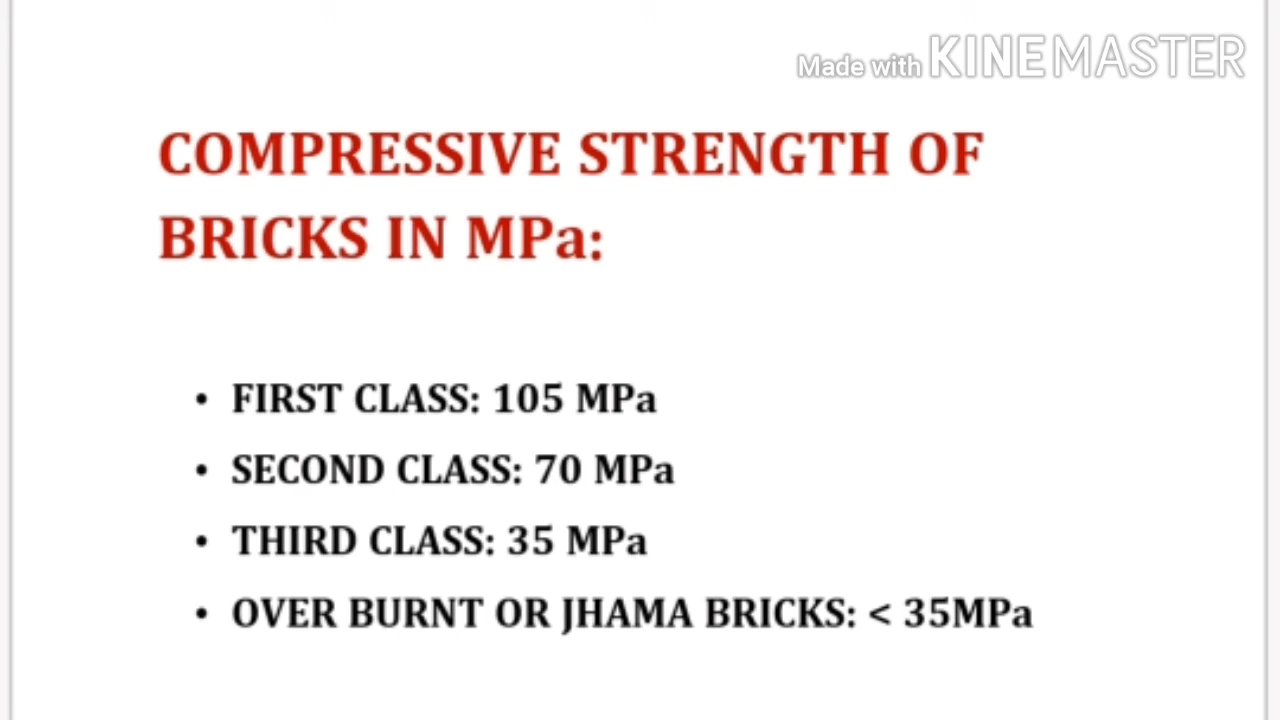 Made with KINEMASTER
COMPRESSIVE STRENGTH OF
BRICKS IN MPa:
• FIRST CLASS: 105 MPa
• SECOND CLASS: 70 MPa
• THIRD CLASS: 35 MPa
• OVER BURNT OR JHAMA BRICKS: < 35MPa